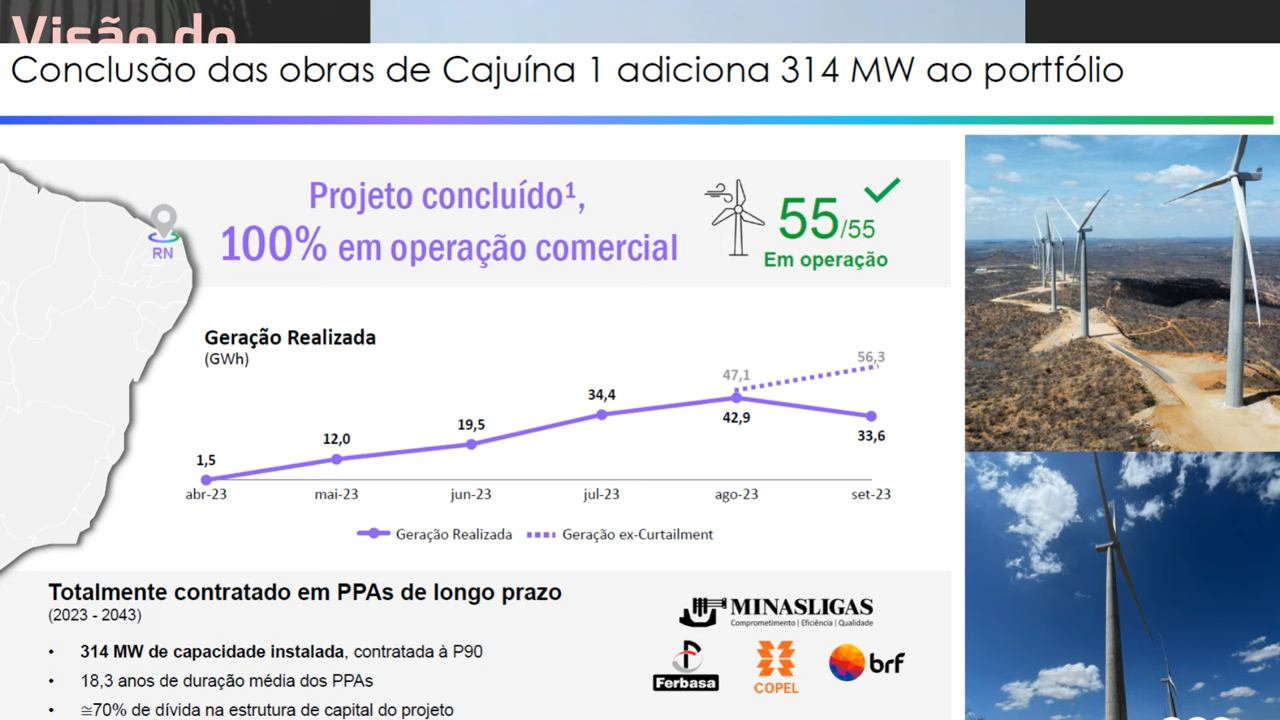 Visão do
Conclusão das obras de Cajuína 1 adiciona 314 MW ao portfólio
RN
Projeto concluído¹,
100% em operação comercial
55/55
Em operação
Geração Realizada
(GWh)
1,5
12,0
19,5
34,4
47,1
42,9
56,3
33,6
abr-23 mai-23 jun-23 jul-23 ago-23 set-23
Geração Realizada Geração ex-Curtailment
Totalmente contratado em PPAs de longo prazo
(2023 - 2043)
• 314 MW de capacidade instalada, contratada à P90
• 18,3 anos de duração média dos PPAs
• ≅70% de dívida na estrutura de capital do projeto
MINASLIGAS
Comprometimento | Eficiência | Qualidade
Ferbasa
COPEL
brf